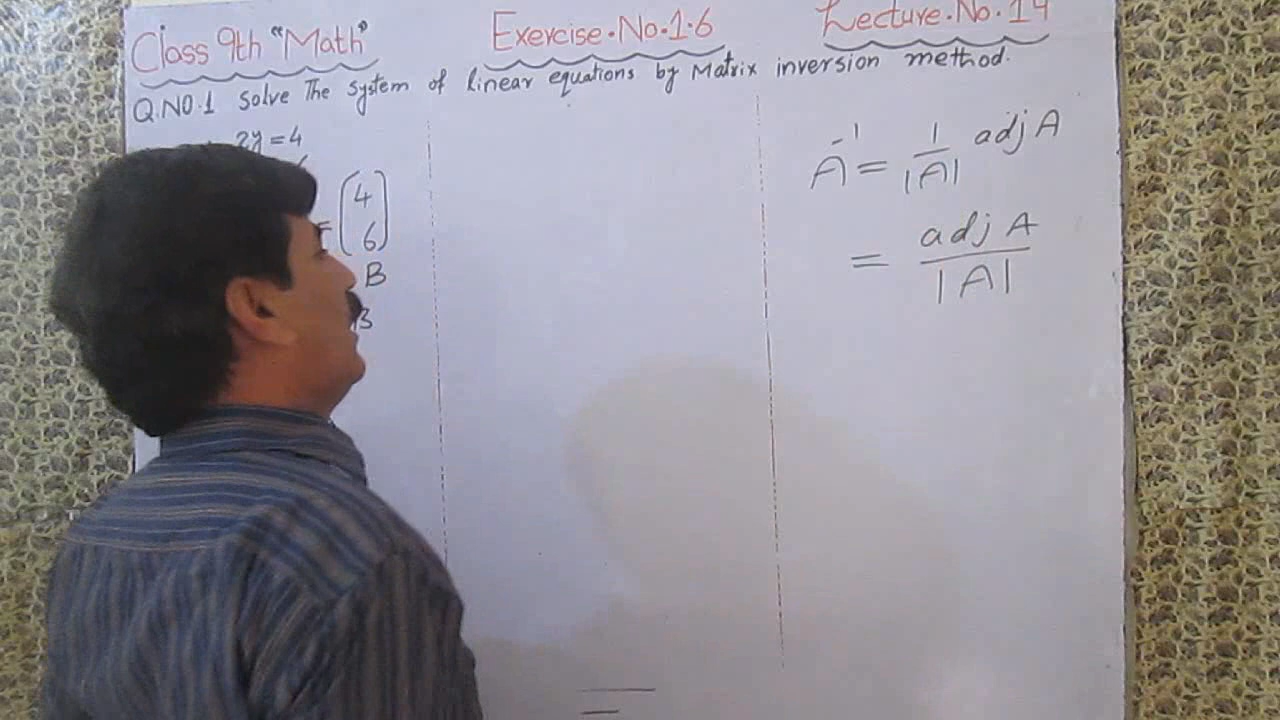 Class 9th "Math" Exercise.No.1.6 Lecture.No.14
Q.NO.1 Solve The system of linear equations by Matrix inversion method.
2y = 4
= (4
6)
B
B
A⁻¹ = 1/|A| adj A
= adj A / |A|